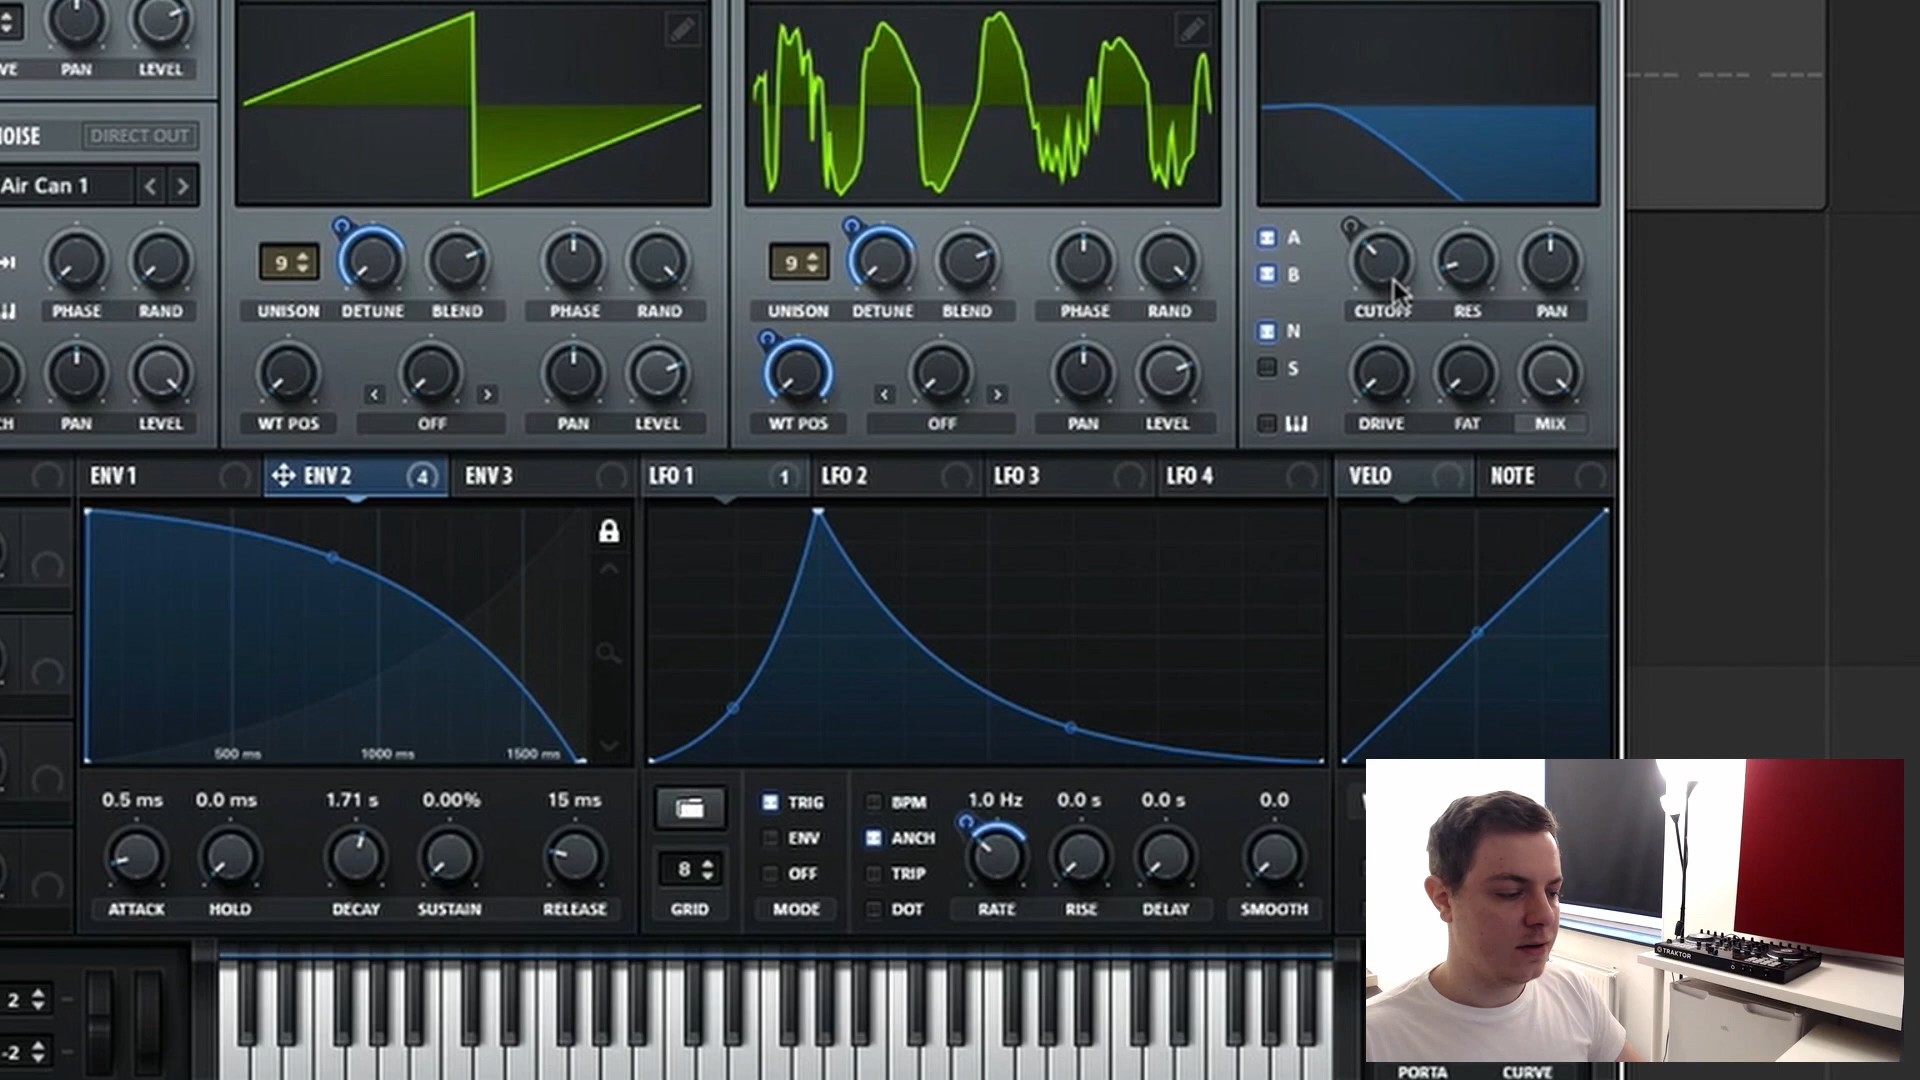 PAN LEVEL
DIRECT OUT
Air Can 1
A
9 9 B
PHASE RAND UNISON DETUNE BLEND PHASE RAND UNISON DETUNE BLEND PHASE RAND CUTOFF RES PAN
N
S
PAN LEVEL WT POS OFF PAN LEVEL WT POS OFF PAN LEVEL DRIVE FAT MIX
ENV 1 ENV 2 4 ENV 3 LFO 1 1 LFO 2 LFO 3 LFO 4 VELO NOTE
500 ms 1000 ms 1500 ms
0.5 ms 0.0 ms 1.71 s 0.00% 15 ms TRIG BPM 1.0 Hz 0.0 s 0.0 s 0.0
ENV ANCH
8 OFF TRIP
ATTACK HOLD DECAY SUSTAIN RELEASE GRID MODE DOT RATE RISE DELAY SMOOTH
TRAKTOR
2
-2
PORTA CURVE